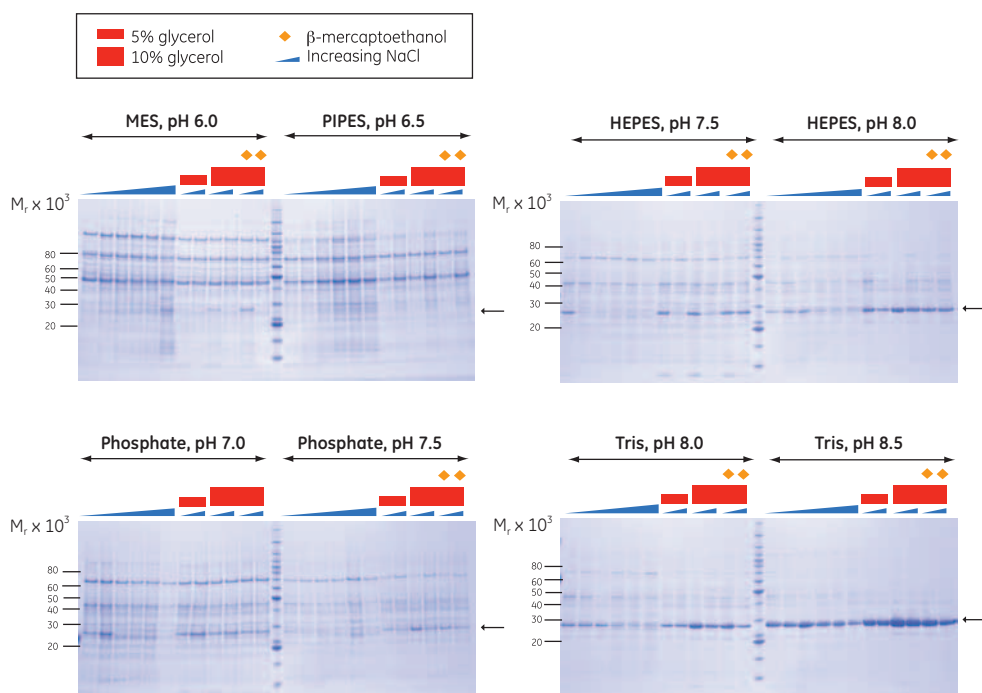 5% glycerol
10% glycerol
β-mercaptoethanol
Increasing NaCl
MES, pH 6.0
PIPES, pH 6.5
Mr x 10³
80
60
50
40
30
20
HEPES, pH 7.5
HEPES, pH 8.0
Mr x 10³
80
60
50
40
30
20
Phosphate, pH 7.0
Phosphate, pH 7.5
Mr x 10³
80
60
50
40
30
20
Tris, pH 8.0
Tris, pH 8.5
Mr x 10³
80
60
50
40
30
20